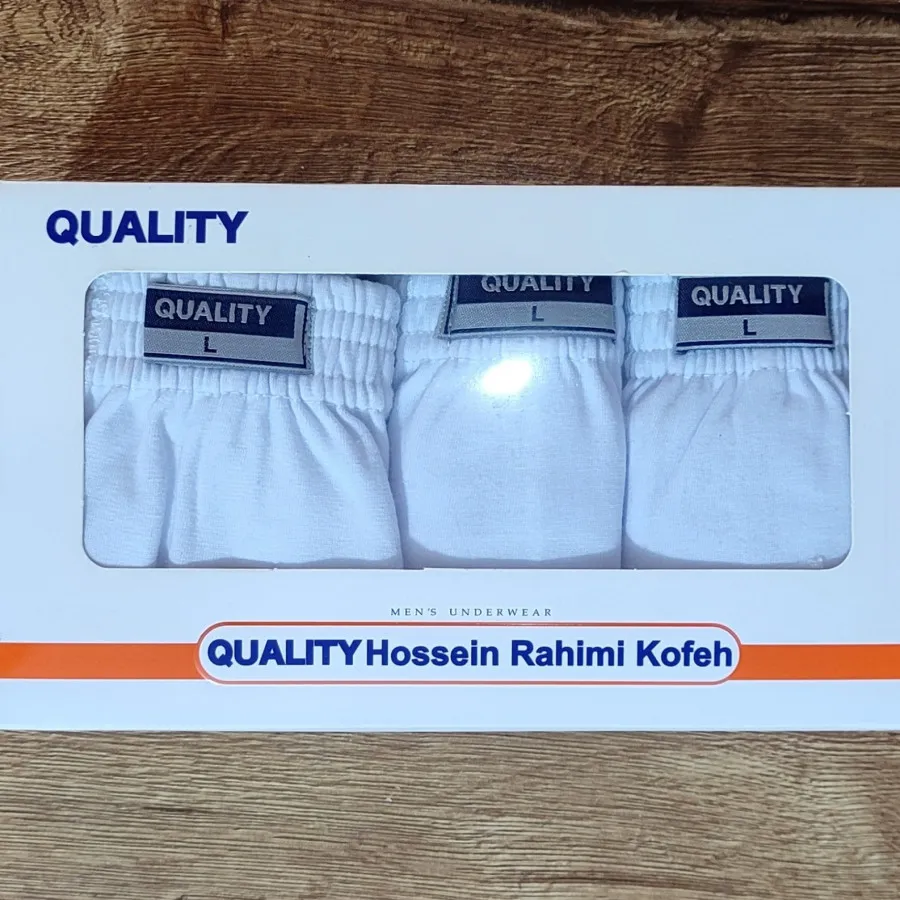 QUALITY
QUALITY
L
QUALITY
L
QUALITY
L
MEN'S UNDERWEAR
QUALITY Hossein Rahimi Kofeh